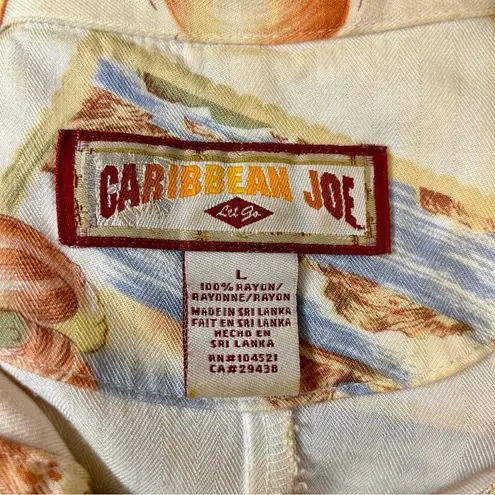 CARIBBEAN JOE
Let Go
L
100% RAYON/
RAYONNE/RAYON
MADE IN SRI LANKA
FAIT EN SRI LANKA
HECHO EN
SRI LANKA
RN#104521
CA#29438